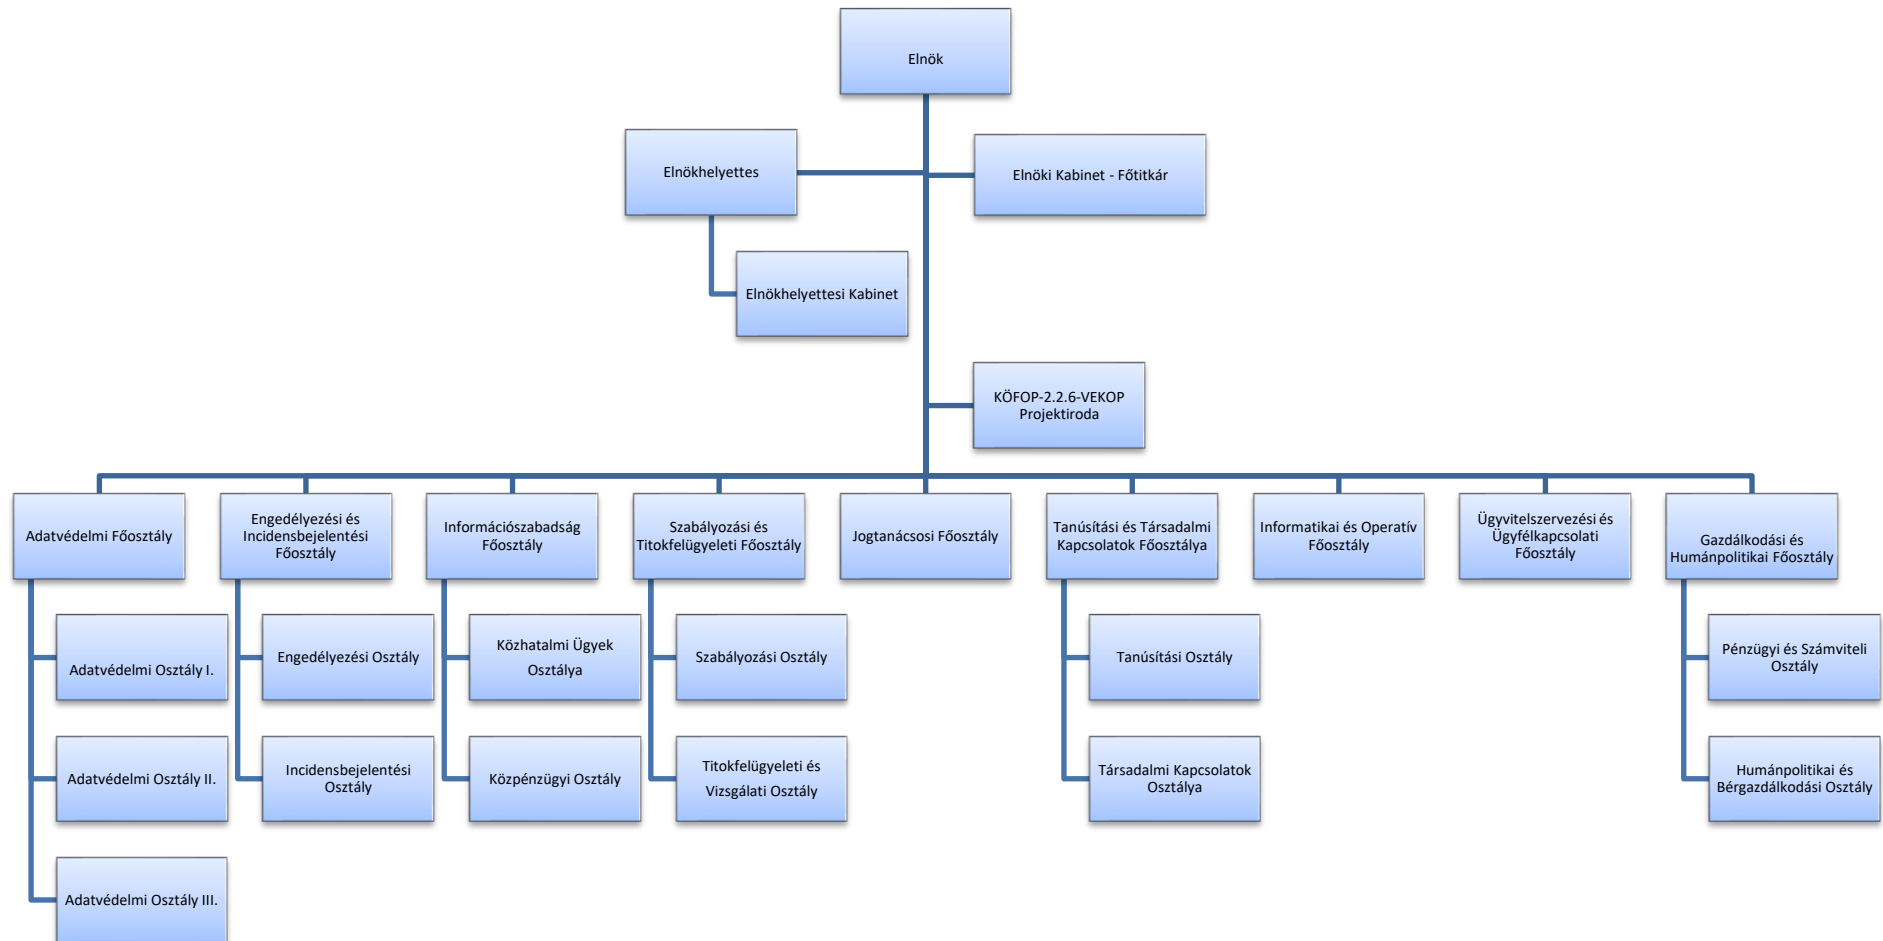 Elnök
Elnökhelyettes
Elnöki Kabinet - Főtitkár
Elnökhelyettesi Kabinet
KÖFOP-2.2.6-VEKOP
Projektiroda
Adatvédelmi Főosztály
Engedélyezési és
Incidensbejelentési
Főosztály
Információszabadság
Főosztály
Szabályozási és
Titokfelügyeleti Főosztály
Jogtanácsosi Főosztály
Tanúsítási és Társadalmi
Kapcsolatok Főosztálya
Informatikai és Operatív
Főosztály
Ügyvitelszervezési és
Ügyfélkapcsolati
Főosztály
Gazdálkodási és
Humánpolitikai Főosztály
Adatvédelmi Osztály I.
Engedélyezési Osztály
Közhatalmi Ügyek
Osztálya
Szabályozási Osztály
Tanúsítási Osztály
Pénzügyi és Számviteli
Osztály
Adatvédelmi Osztály II.
Incidensbejelentési
Osztály
Közpénzügyi Osztály
Titokfelügyeleti és
Vizsgálati Osztály
Társadalmi Kapcsolatok
Osztálya
Humánpolitikai és
Bérgazdálkodási Osztály
Adatvédelmi Osztály III.